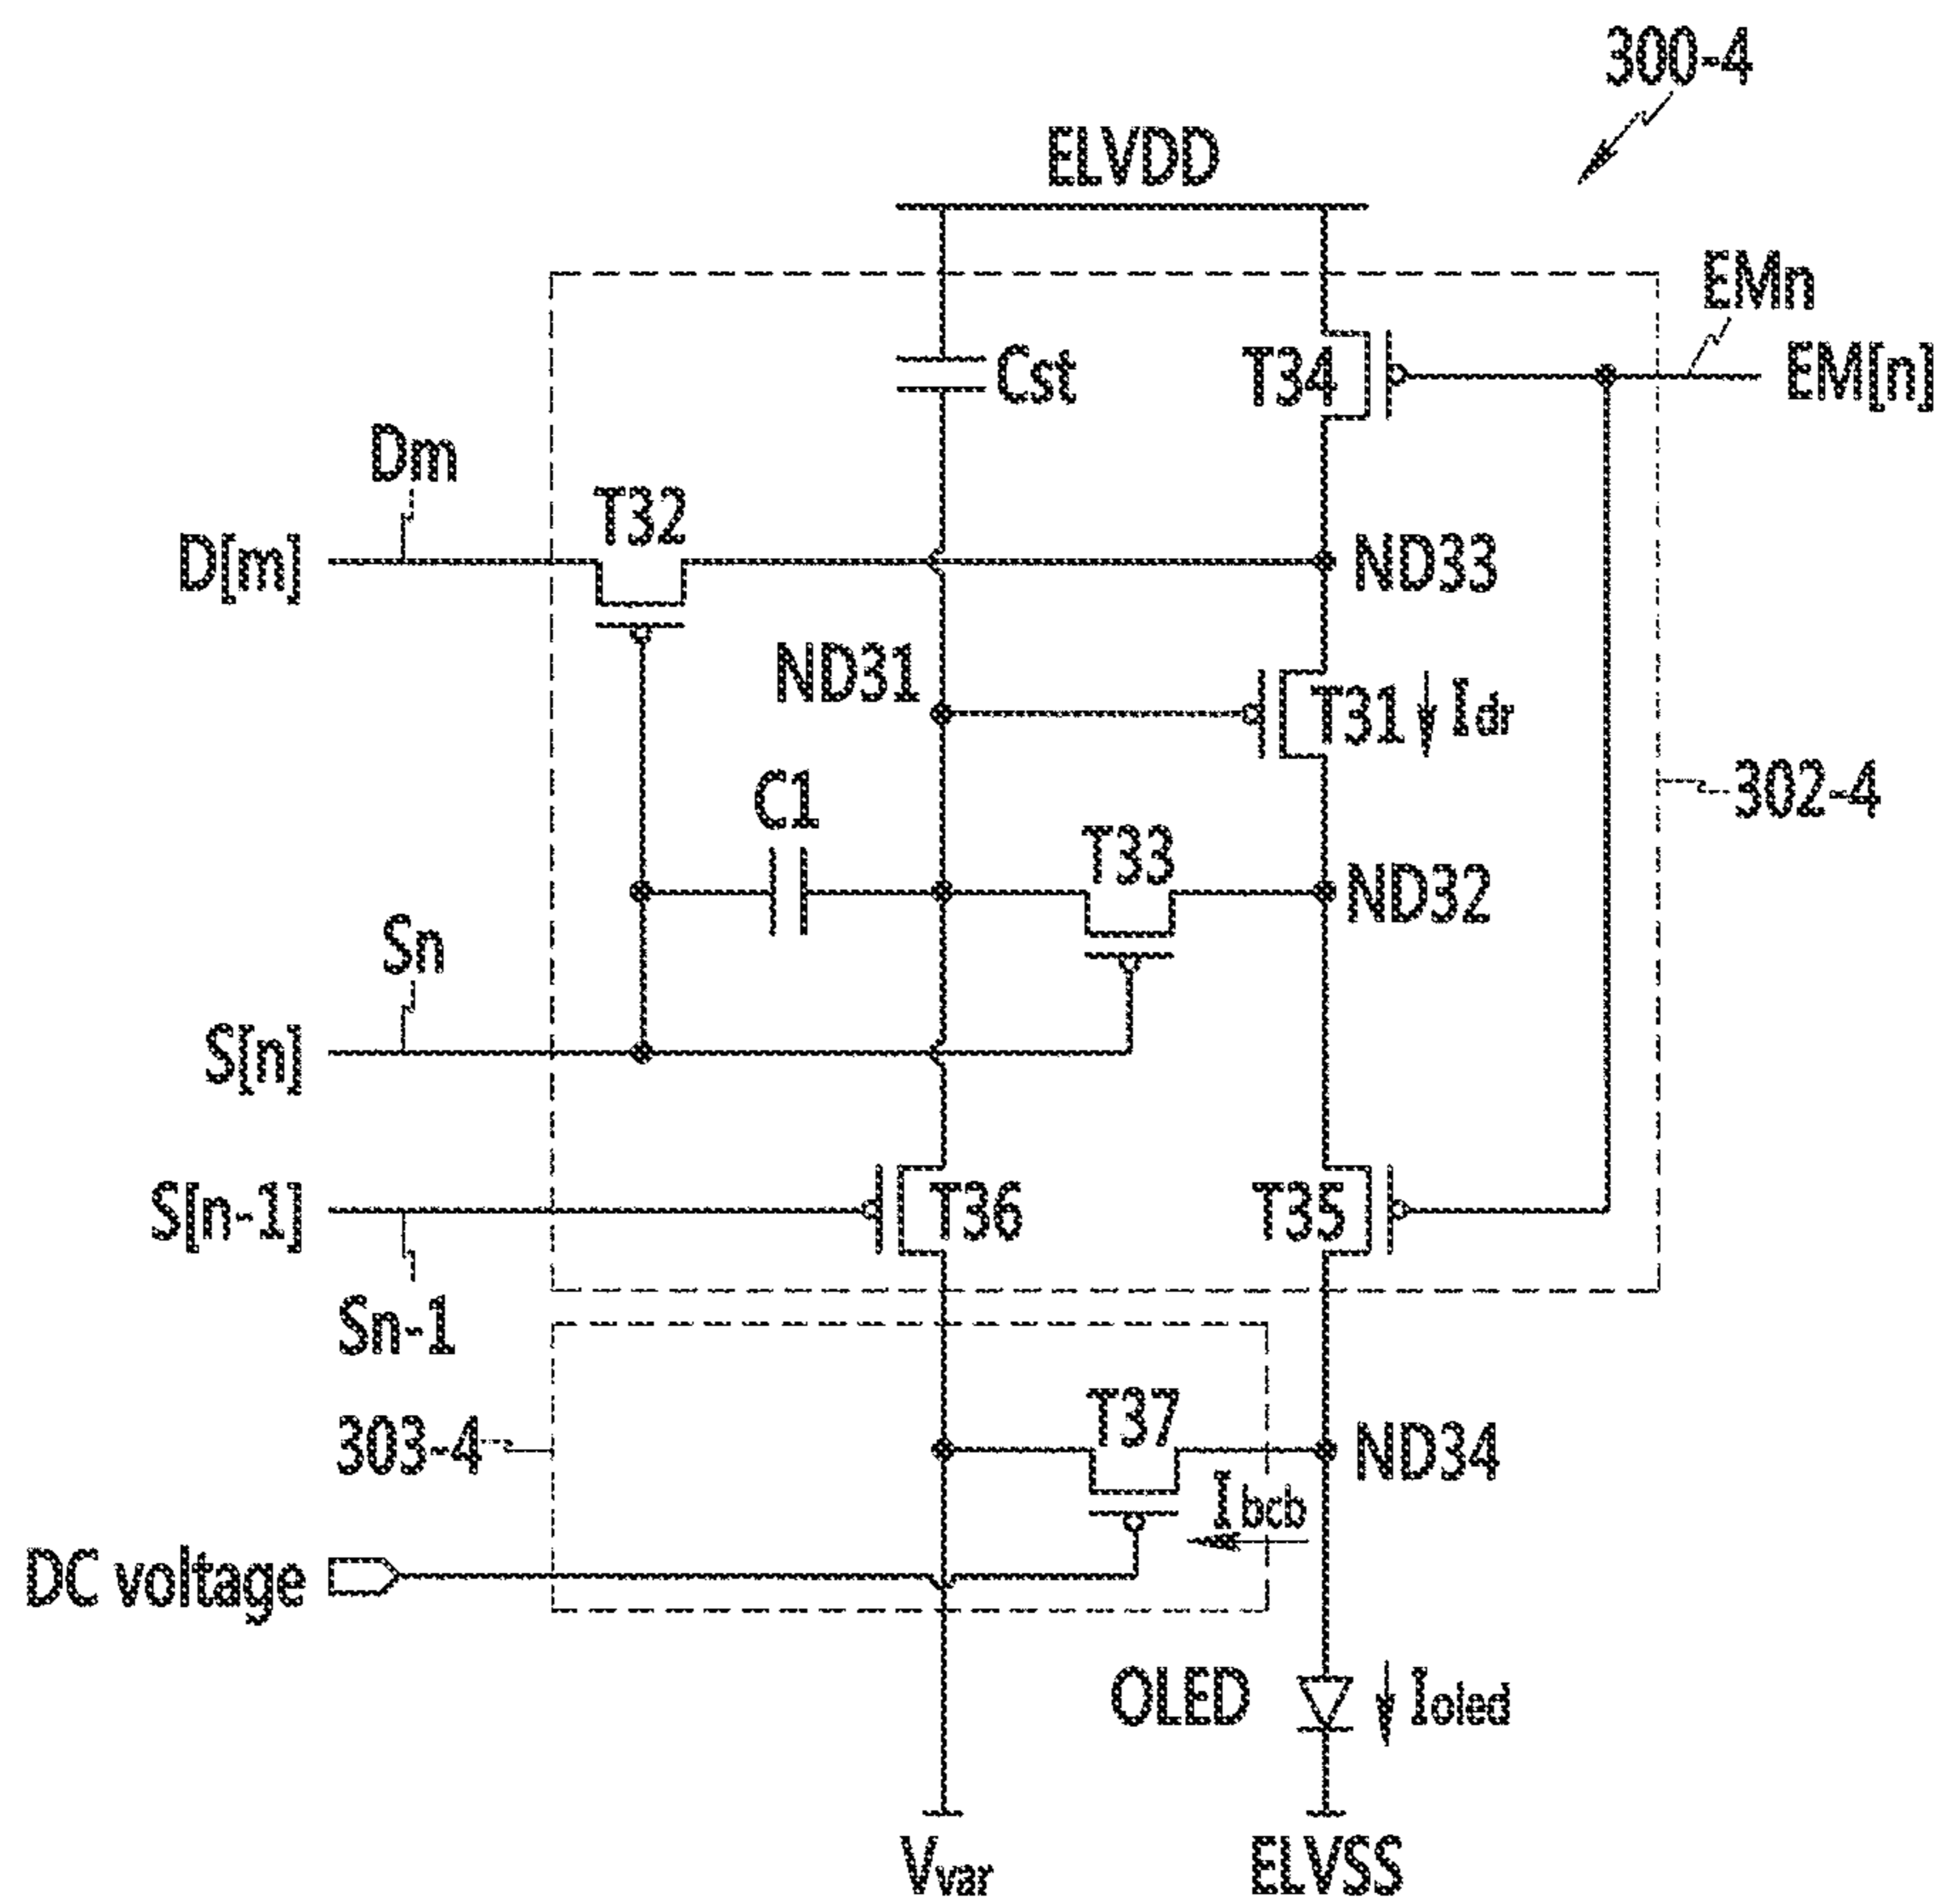 300-4
ELVDD
EMn
T34
EM[n]
Cst
Dm
T32
D[m]
ND33
ND31
T31
Idr
302-4
C1
T33
ND32
Sn
S[n]
S[n-1]
T36
T35
Sn-1
T37
303-4
ND34
Ibcb
DC voltage
OLED
Ioled
Vvar
ELVSS